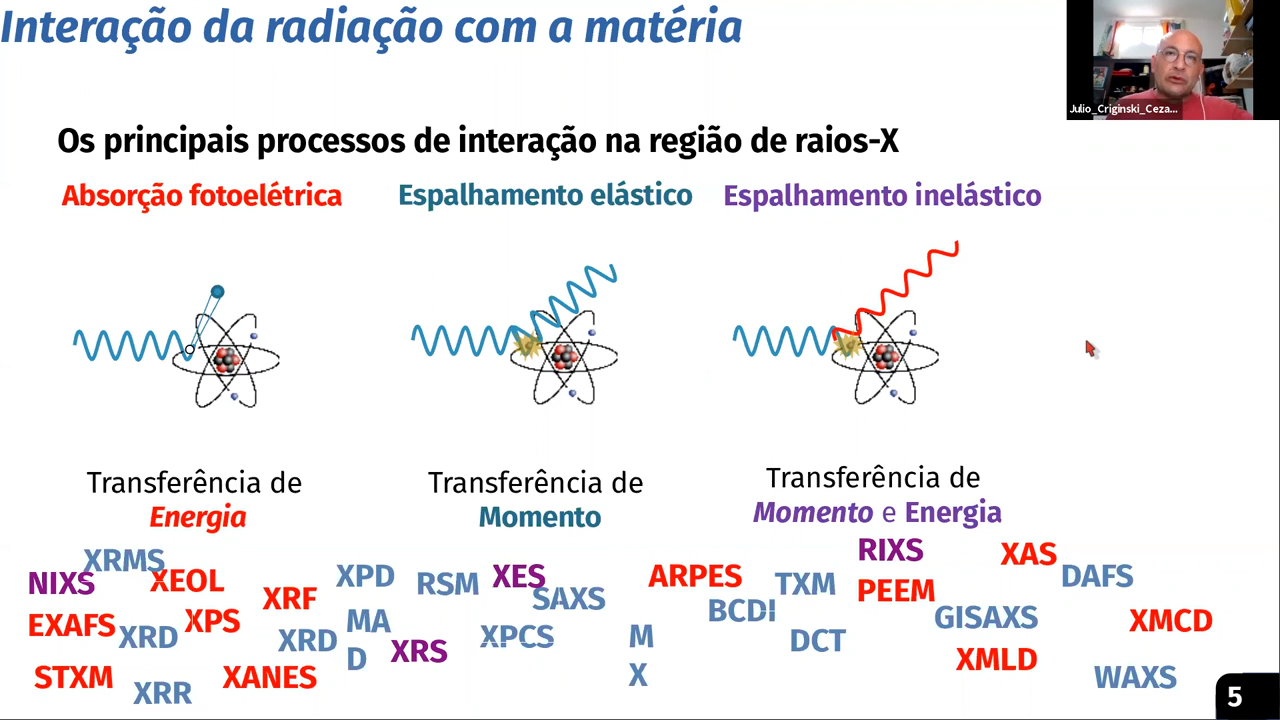 Interação da radiação com a matéria
Julio_Criginski_Ceza...
Os principais processos de interação na região de raios-X
Absorção fotoelétrica
Espalhamento elástico
Espalhamento inelástico
Transferência de
Energia
Transferência de
Momento
Transferência de
Momento e Energia
XRMS
NIXS
XEOL
XRF
XPD
RSM
XES
SAXS
ARPES
TXM
RIXS
PEEM
XAS
DAFS
EXAFS
XRD
XPS
XRD
MA
D
XRS
XPCS
M
X
BCDI
DCT
GISAXS
XMLD
XMCD
STXM
XRR
XANES
WAXS
5